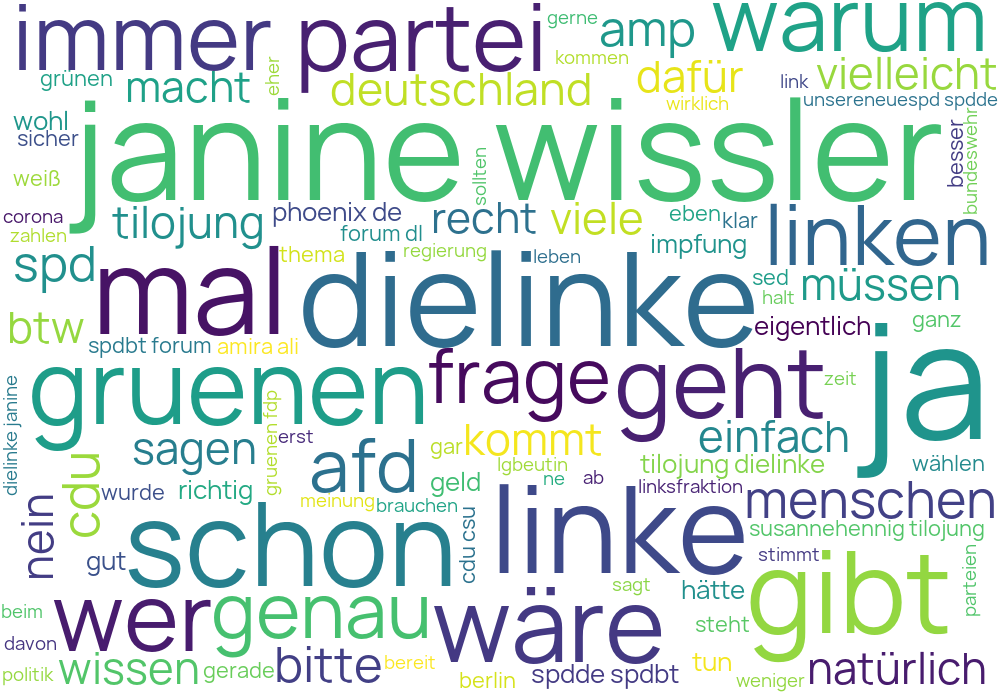 immer partei gerne amp warum
kommen
grünen macht eher deutschland dafür link vielleicht
wirklich unsereneuespd spdde
wohl
sicher janine wissler besser bundeswehr
weiß sollten
corona tilojung phoenix de recht viele eben klar linken
zahlen forum dl impfung
spd mal thema regierung dielinke leben sed müssen
halt
btw eigentlich ganz
spdbt forum amira ali ja
gruenen frage geht zeit
dielinke janine gruenen fdp erst
sagen afd gar kommt einfach
cdu lgbeutin tilojung dielinke wählen
nein wurde richtig geld ne ab linksfraktion
meinung brauchen linke menschen
schon cdu csu susannehennig tilojung
gut stimmt parteien
sagt hätte gibt
beim wer genau wäre steht
davon
politik wissen gerade bitte bereit berlin spdde spdbt tun weniger natürlich